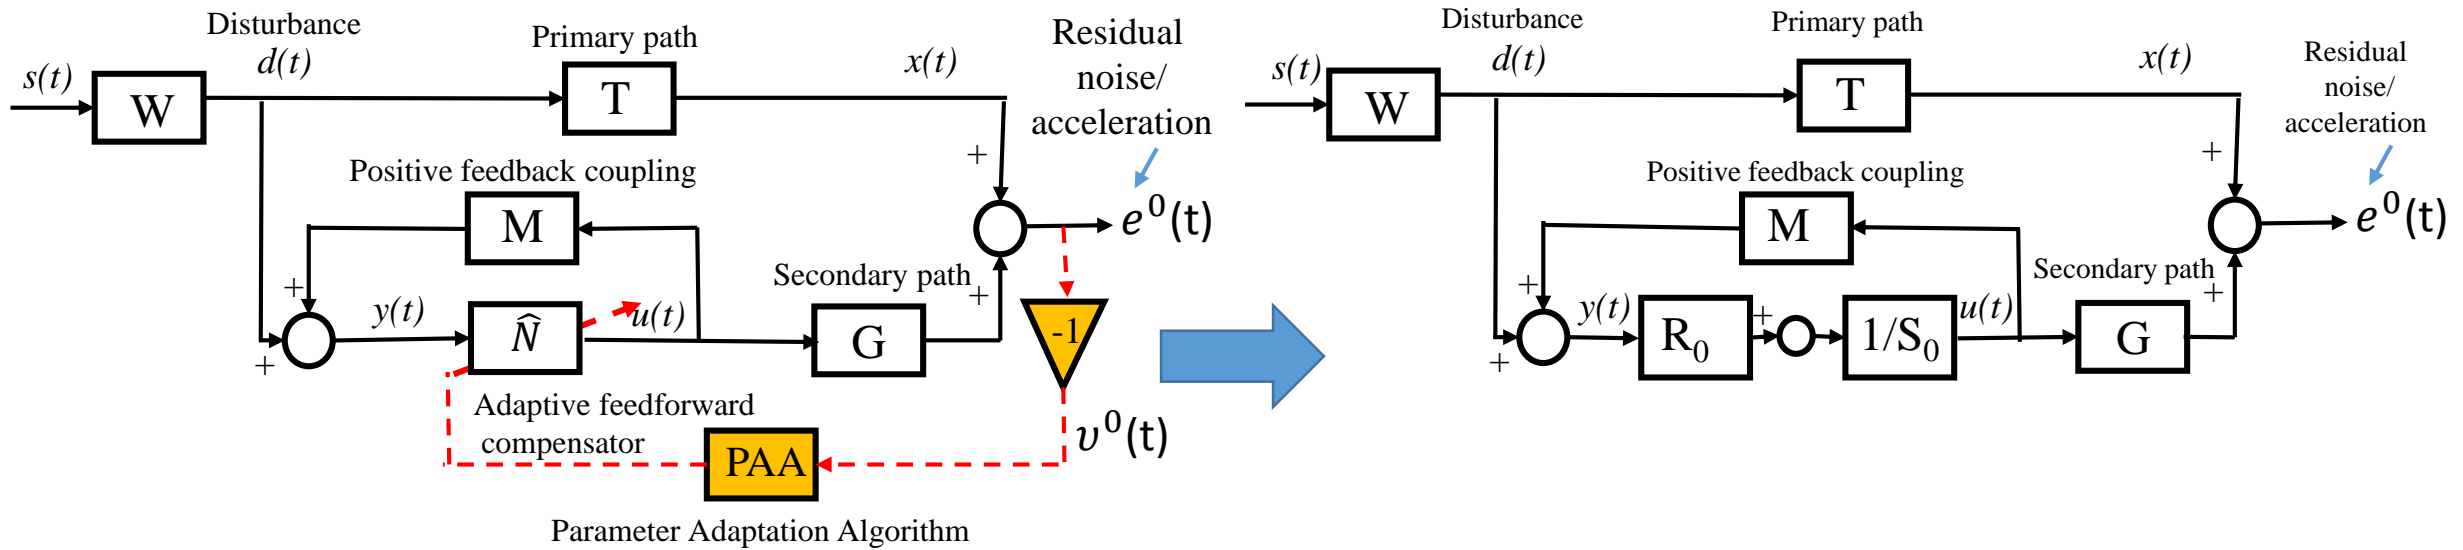 Disturbance
d(t)
s(t)
W
Primary path
T
x(t)
Residual
noise/
acceleration
+
e⁰(t)
Positive feedback coupling
M
+
y(t)
N̂
u(t)
+
Secondary path
+
G
-1
υ⁰(t)
Adaptive feedforward
compensator
PAA
Parameter Adaptation Algorithm
Disturbance
d(t)
s(t)
W
Primary path
T
x(t)
Residual
noise/
acceleration
+
e⁰(t)
Positive feedback coupling
M
+
y(t)
R₀
+
1/S₀
u(t)
+
Secondary path
+
G